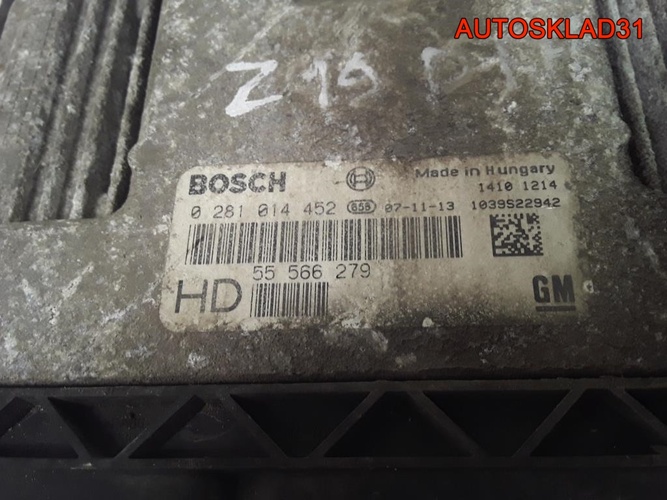 AUTOSKLAD31
BOSCH
Made in Hungary
1410 1214
0 281 014 452 658 07-11-13 1039S22942
55 566 279
HD
GM